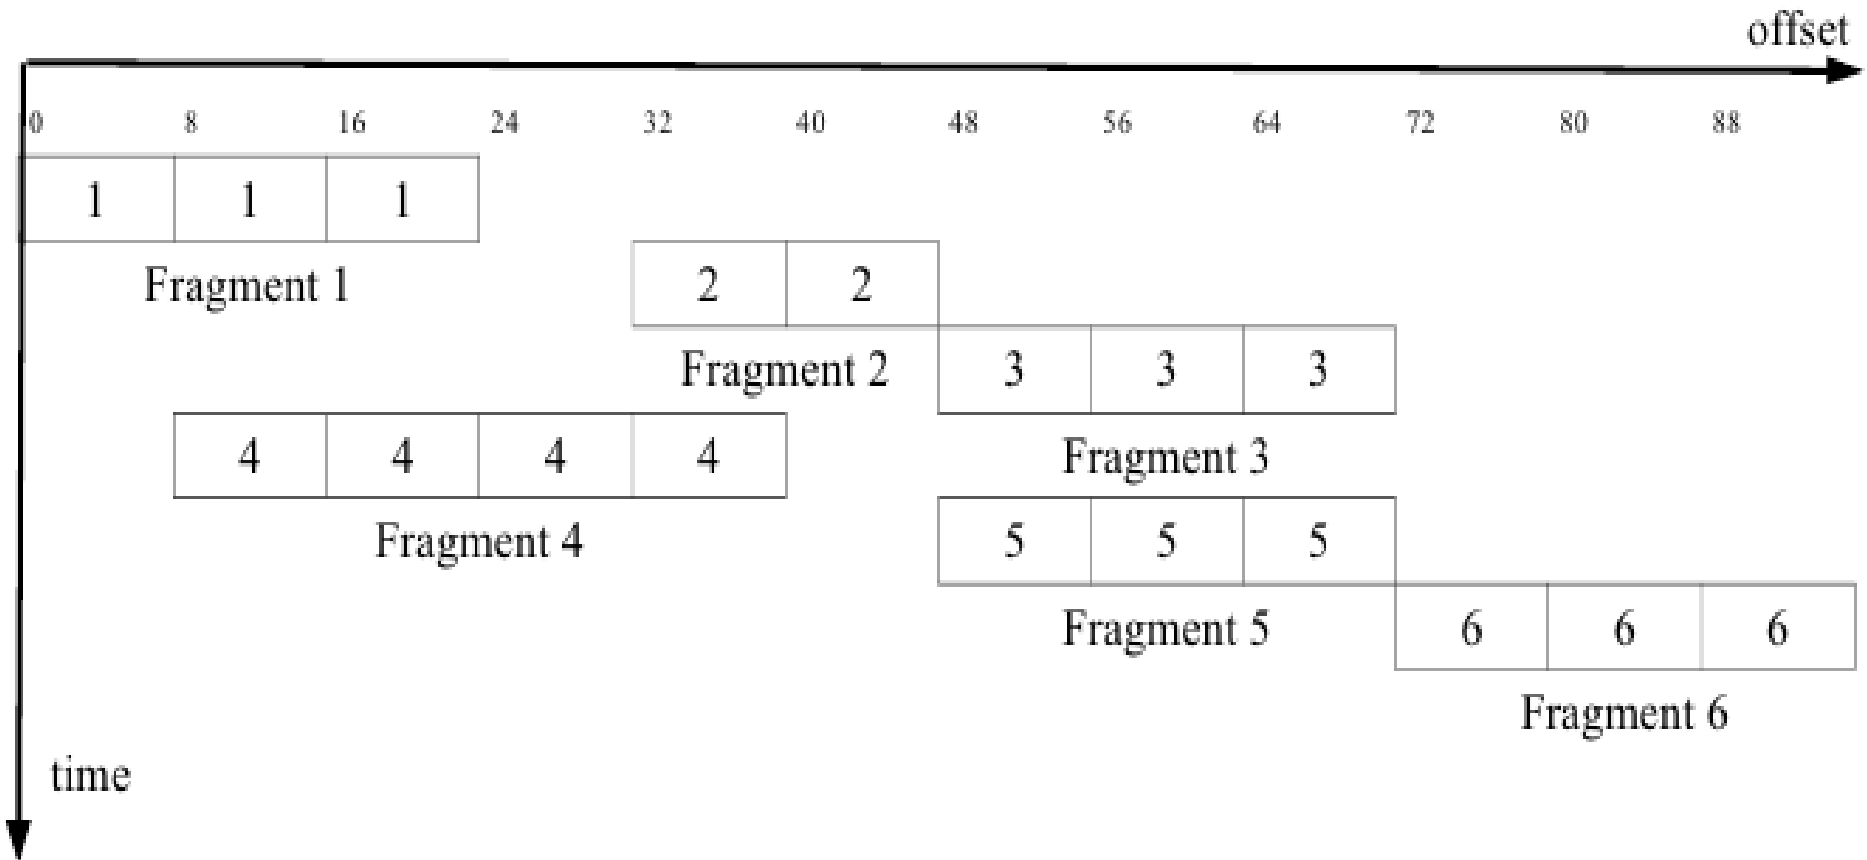 offset
0 8 16 24 32 40 48 56 64 72 80 88
1 1 1
Fragment 1
2 2
Fragment 2
3 3 3
Fragment 3
4 4 4 4
Fragment 4
5 5 5
Fragment 5
6 6 6
Fragment 6
time